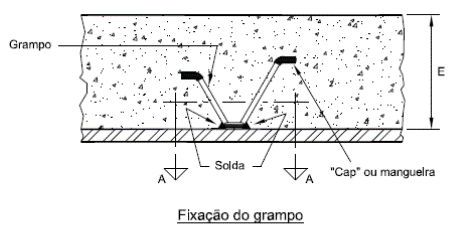 Grampo
E
Solda
"Cap" ou mangueira
A
A
Fixação do grampo